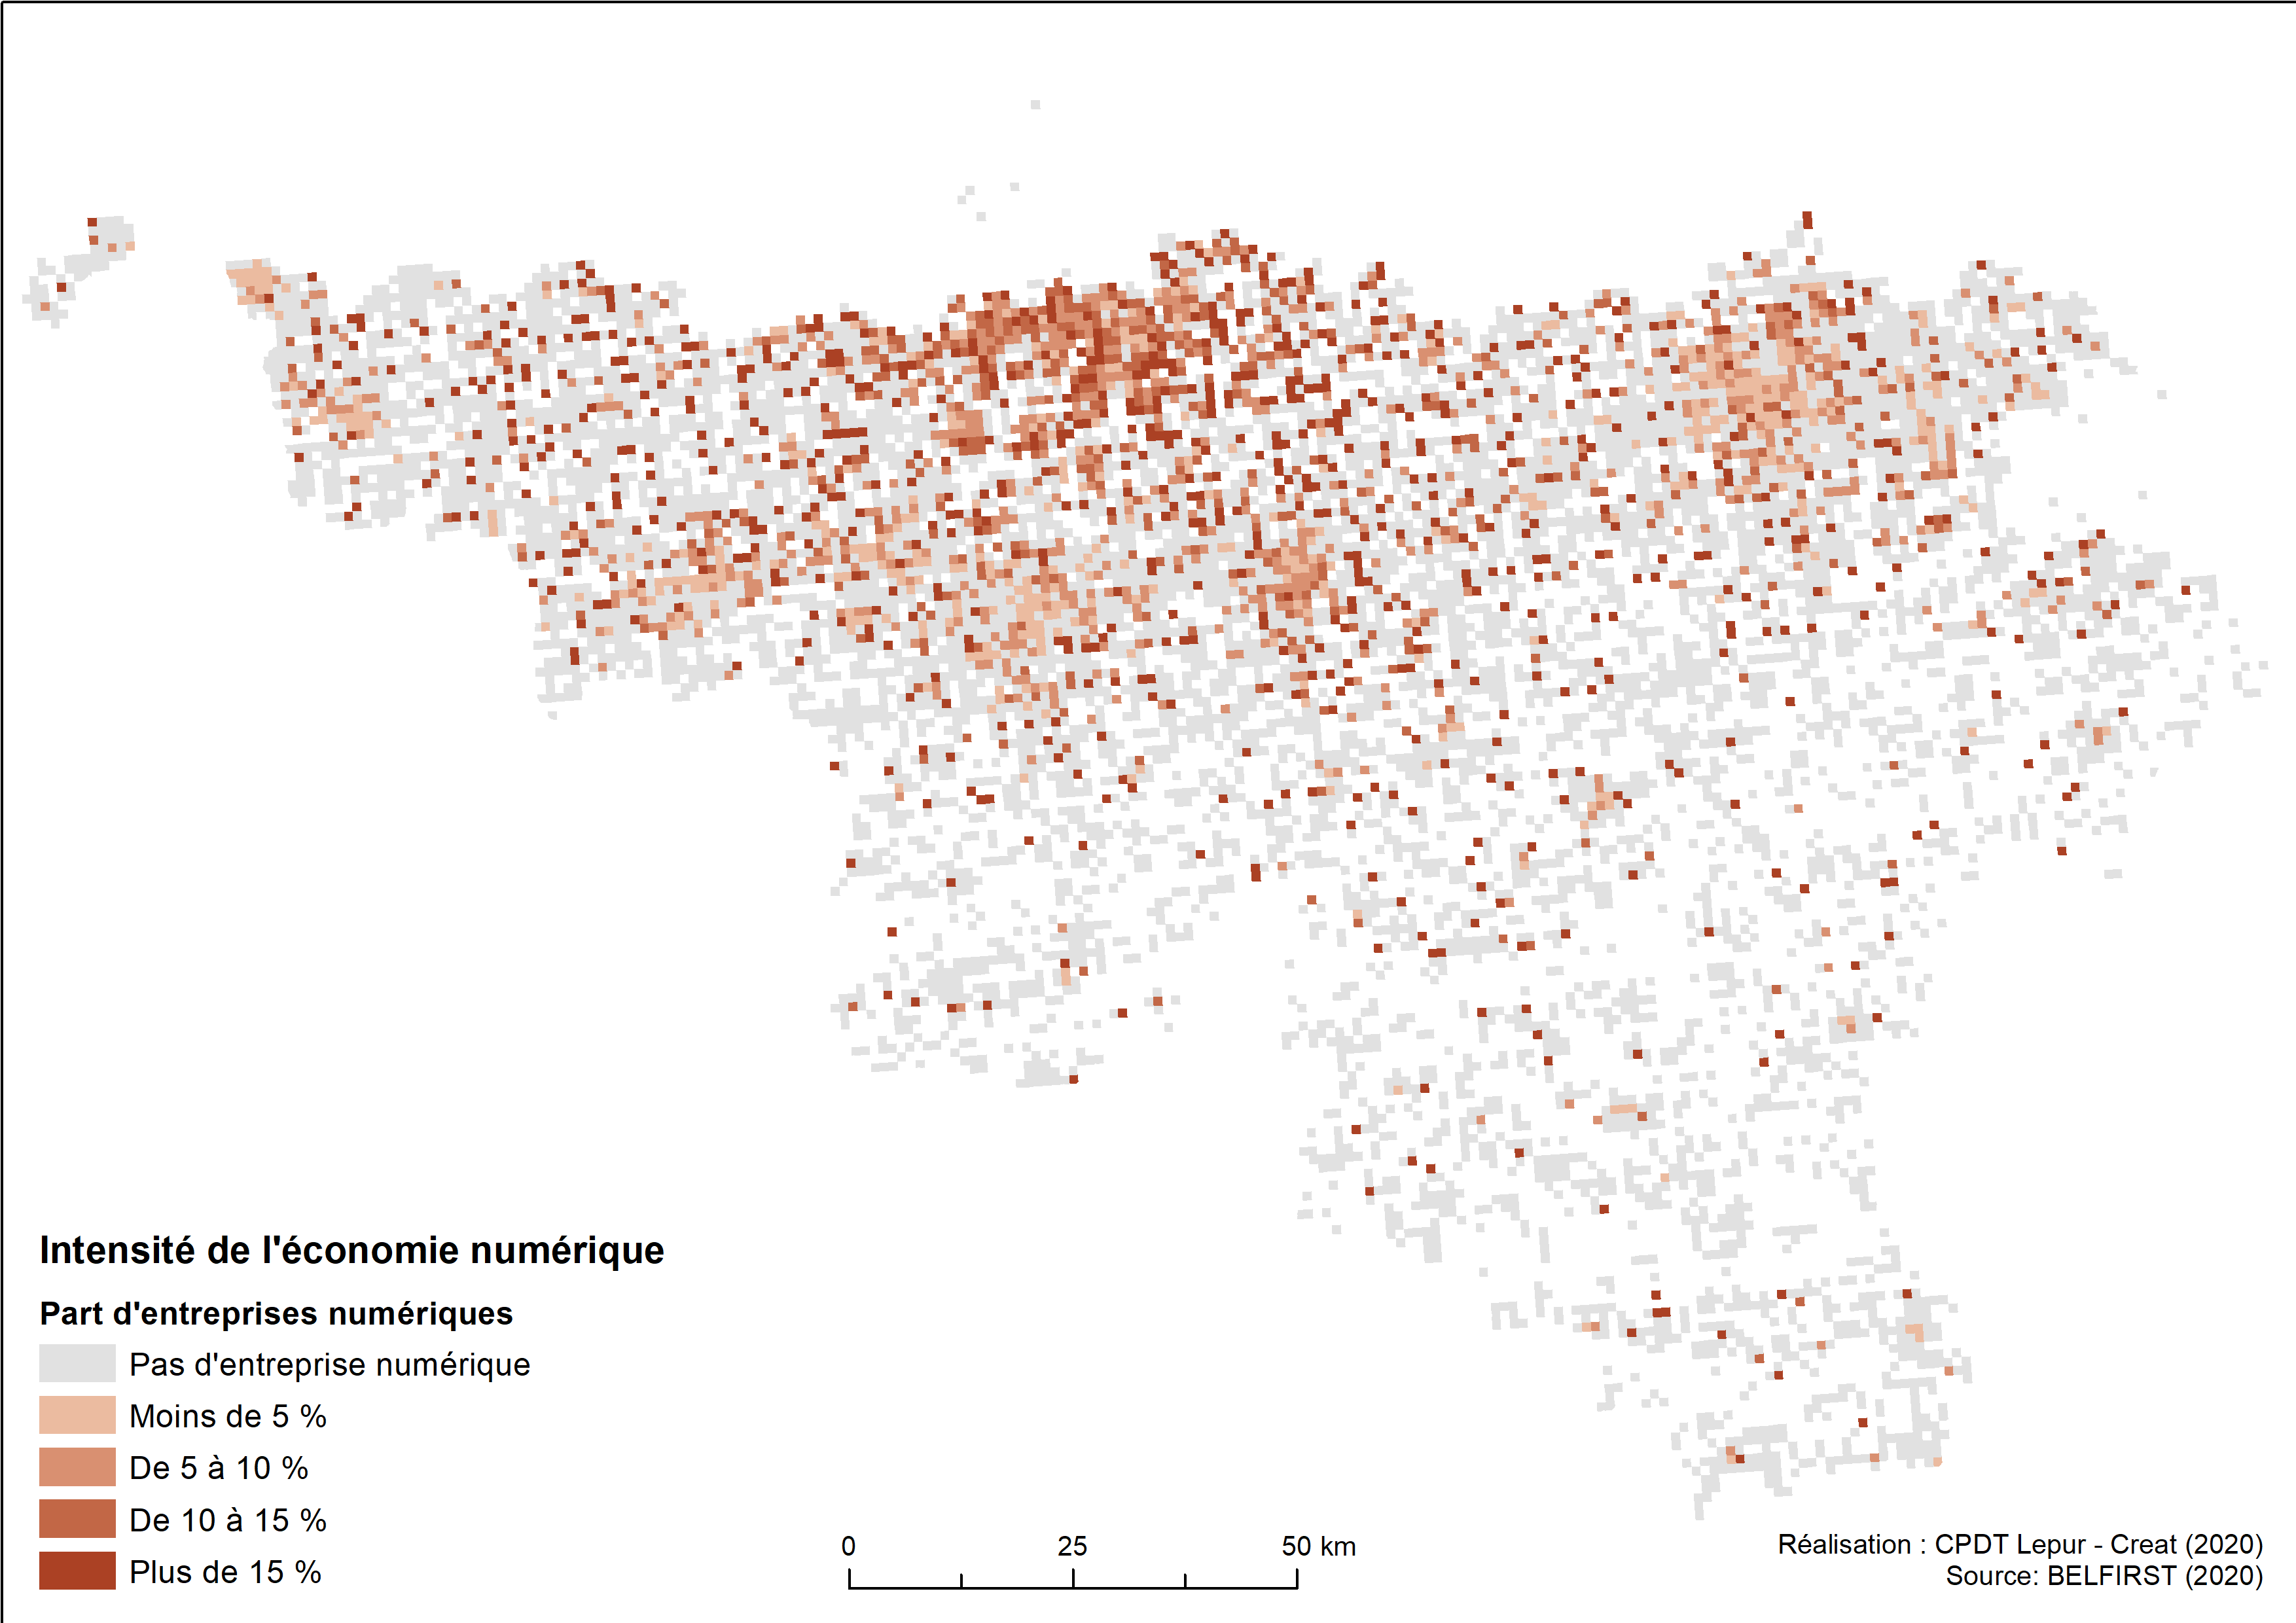 Intensité de l'économie numérique
Part d'entreprises numériques
Pas d'entreprise numérique
Moins de 5 %
De 5 à 10 %
De 10 à 15 %
Plus de 15 %
0 25 50 km
Réalisation : CPDT Lepur - Creat (2020)
Source: BELFIRST (2020)